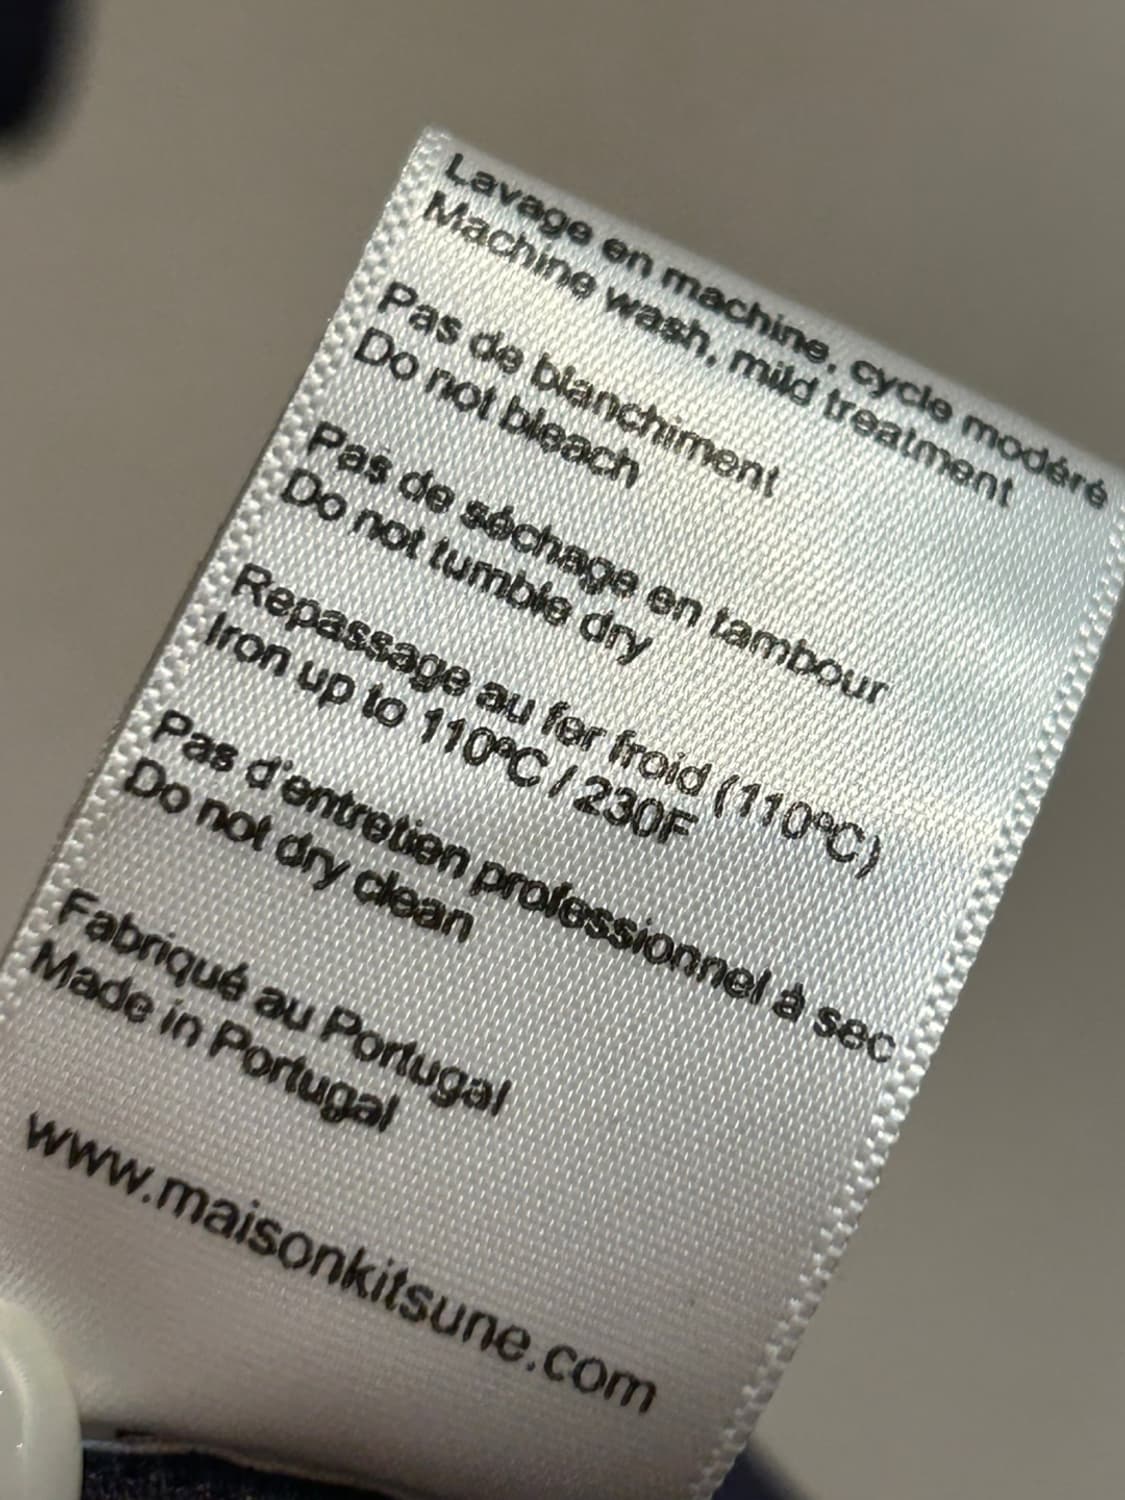 Lavage en machine, cycle modéré
Machine wash, mild treatment
Pas de blanchiment
Do not bleach
Pas de séchage en tambour
Do not tumble dry
Repassage au fer froid (110ºC)
Iron up to 110ºC / 230F
Pas d'entretien professionnel à sec
Do not dry clean
Fabriqué au Portugal
Made in Portugal
www.maisonkitsune.com